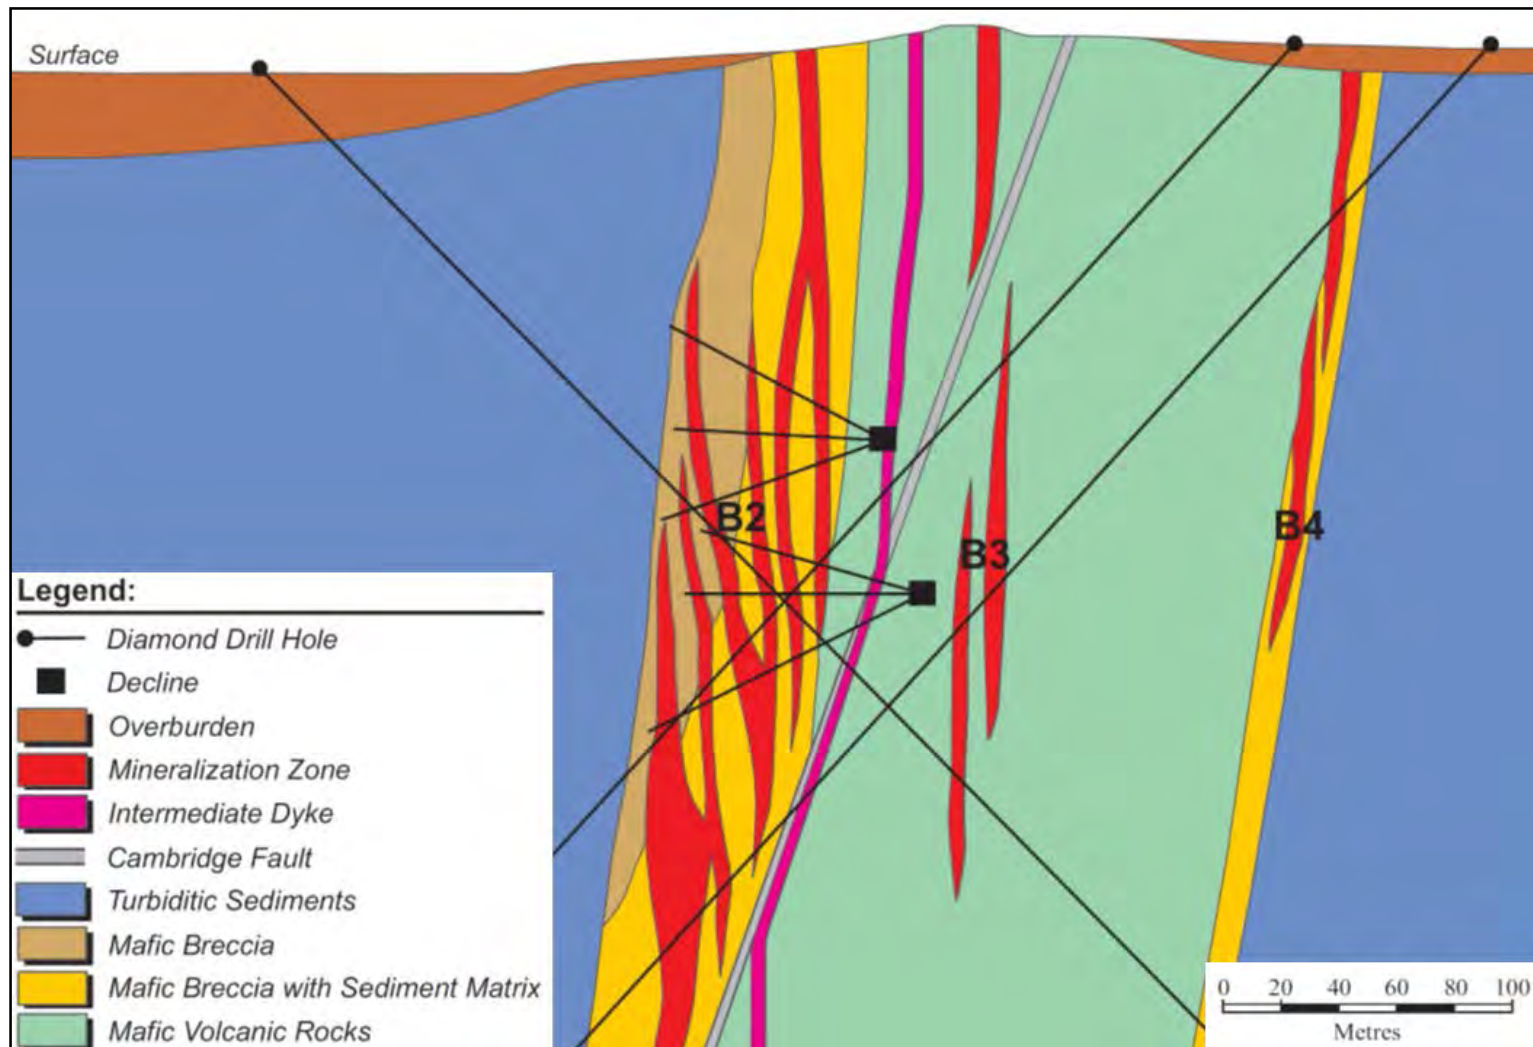 Surface
B2
B3
B4
Legend:
Diamond Drill Hole
Decline
Overburden
Mineralization Zone
Intermediate Dyke
Cambridge Fault
Turbiditic Sediments
Mafic Breccia
Mafic Breccia with Sediment Matrix
Mafic Volcanic Rocks
0 20 40 60 80 100
Metres